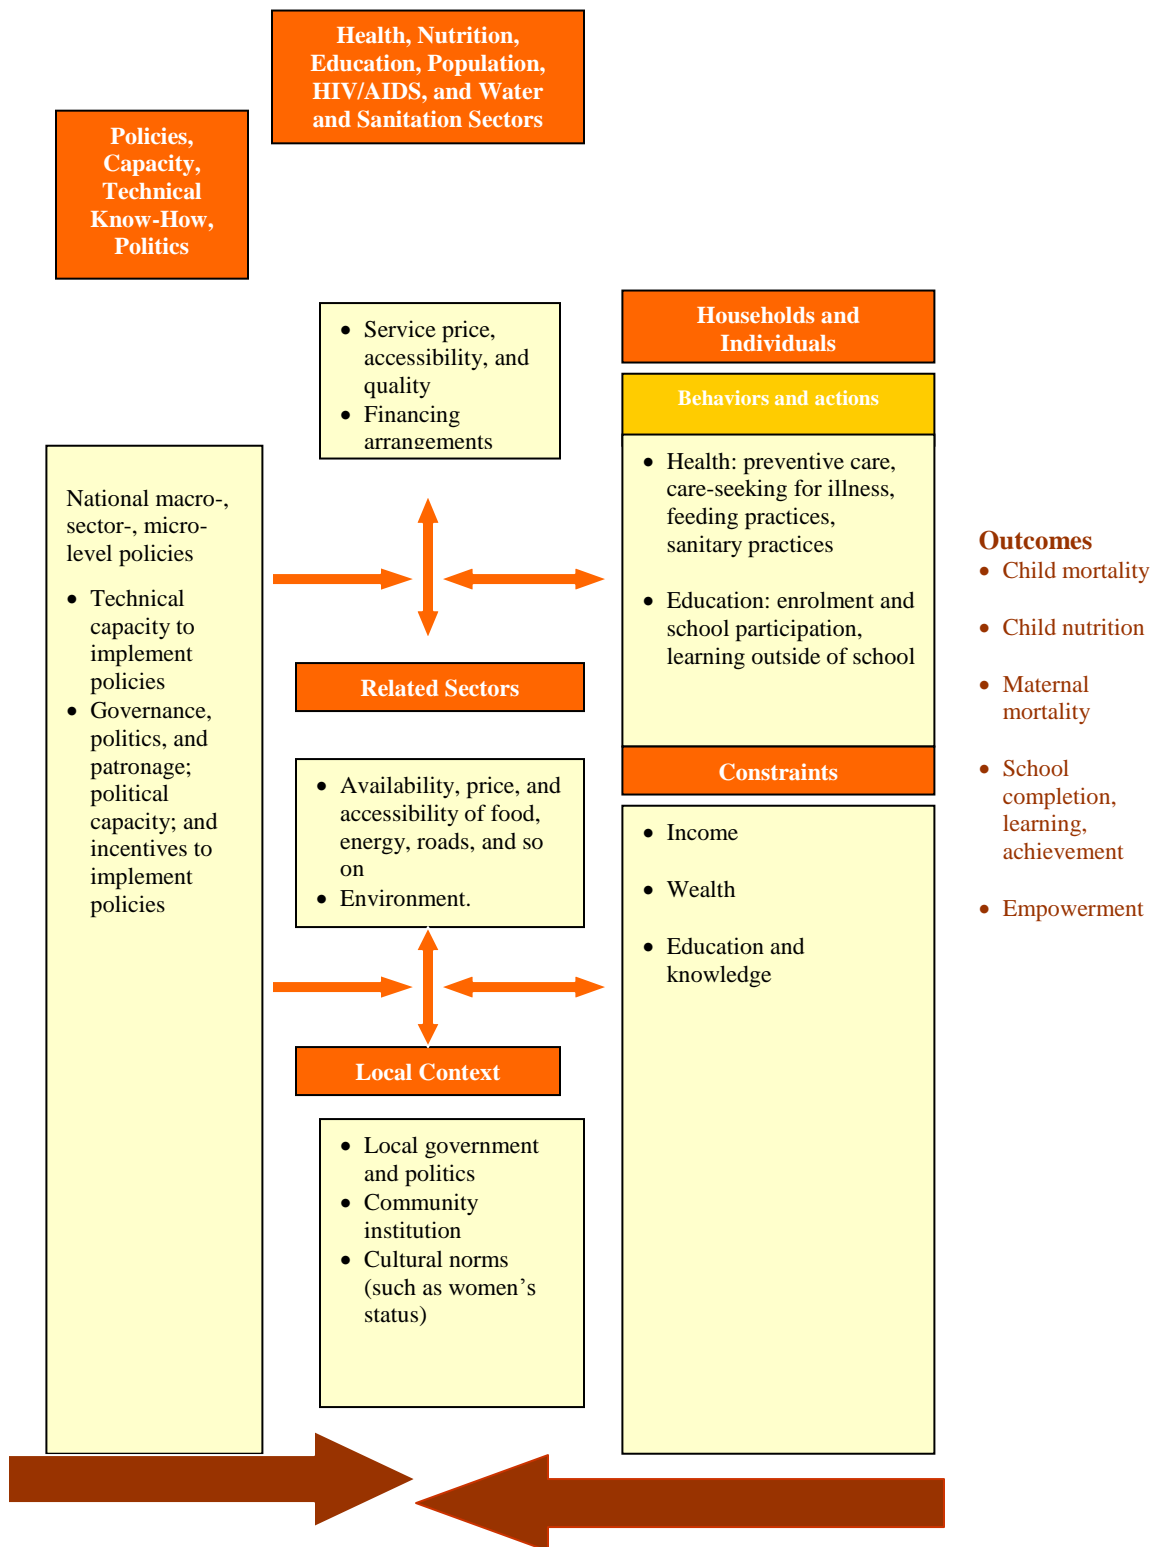 Health, Nutrition,
Education, Population,
HIV/AIDS, and Water
and Sanitation Sectors
Policies,
Capacity,
Technical
Know-How,
Politics
• Service price,
accessibility, and
quality
• Financing
arrangements
Households and
Individuals
Behaviors and actions
• Health: preventive care,
care-seeking for illness,
feeding practices,
sanitary practices
• Education: enrolment and
school participation,
learning outside of school
National macro-,
sector-, micro-
level policies
• Technical
capacity to
implement
policies
• Governance,
politics, and
patronage;
political
capacity; and
incentives to
implement
policies
Related Sectors
• Availability, price, and
accessibility of food,
energy, roads, and so
on
• Environment.
Constraints
• Income
• Wealth
• Education and
knowledge
Local Context
• Local government
and politics
• Community
institution
• Cultural norms
(such as women’s
status)
Outcomes
• Child mortality
• Child nutrition
• Maternal
mortality
• School
completion,
learning,
achievement
• Empowerment